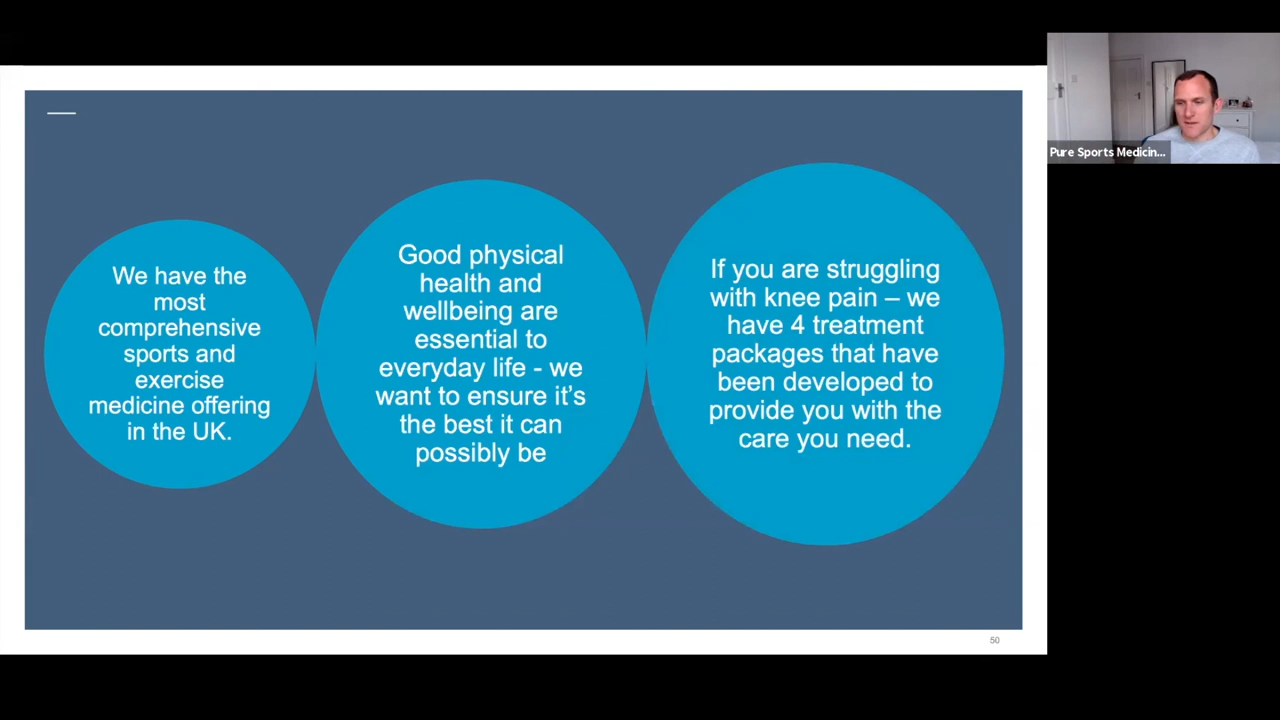 We have the
most
comprehensive
sports and
exercise
medicine offering
in the UK.
Good physical
health and
wellbeing are
essential to
everyday life - we
want to ensure it's
the best it can
possibly be
If you are struggling
with knee pain – we
have 4 treatment
packages that have
been developed to
provide you with the
care you need.
50
Pure Sports Medicin...